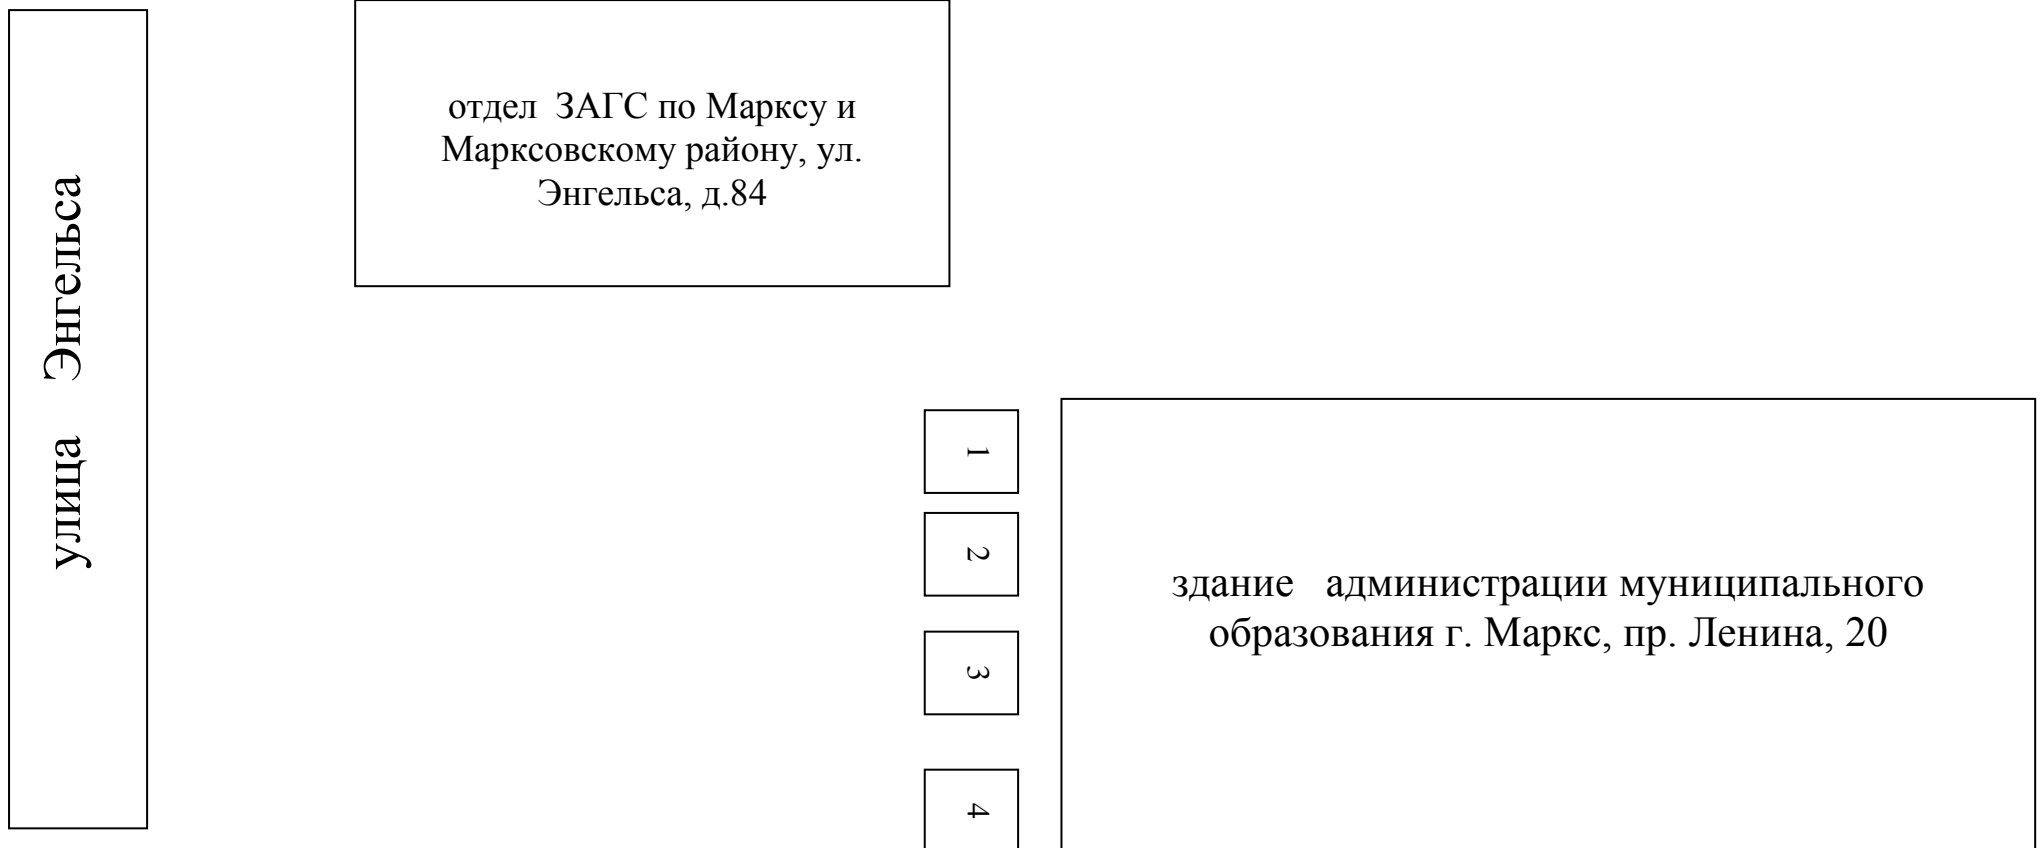 улица Энгельса
отдел ЗАГС по Марксу и
Марксовскому району, ул.
Энгельса, д.84
1
2
3
4
здание администрации муниципального
образования г. Маркс, пр. Ленина, 20